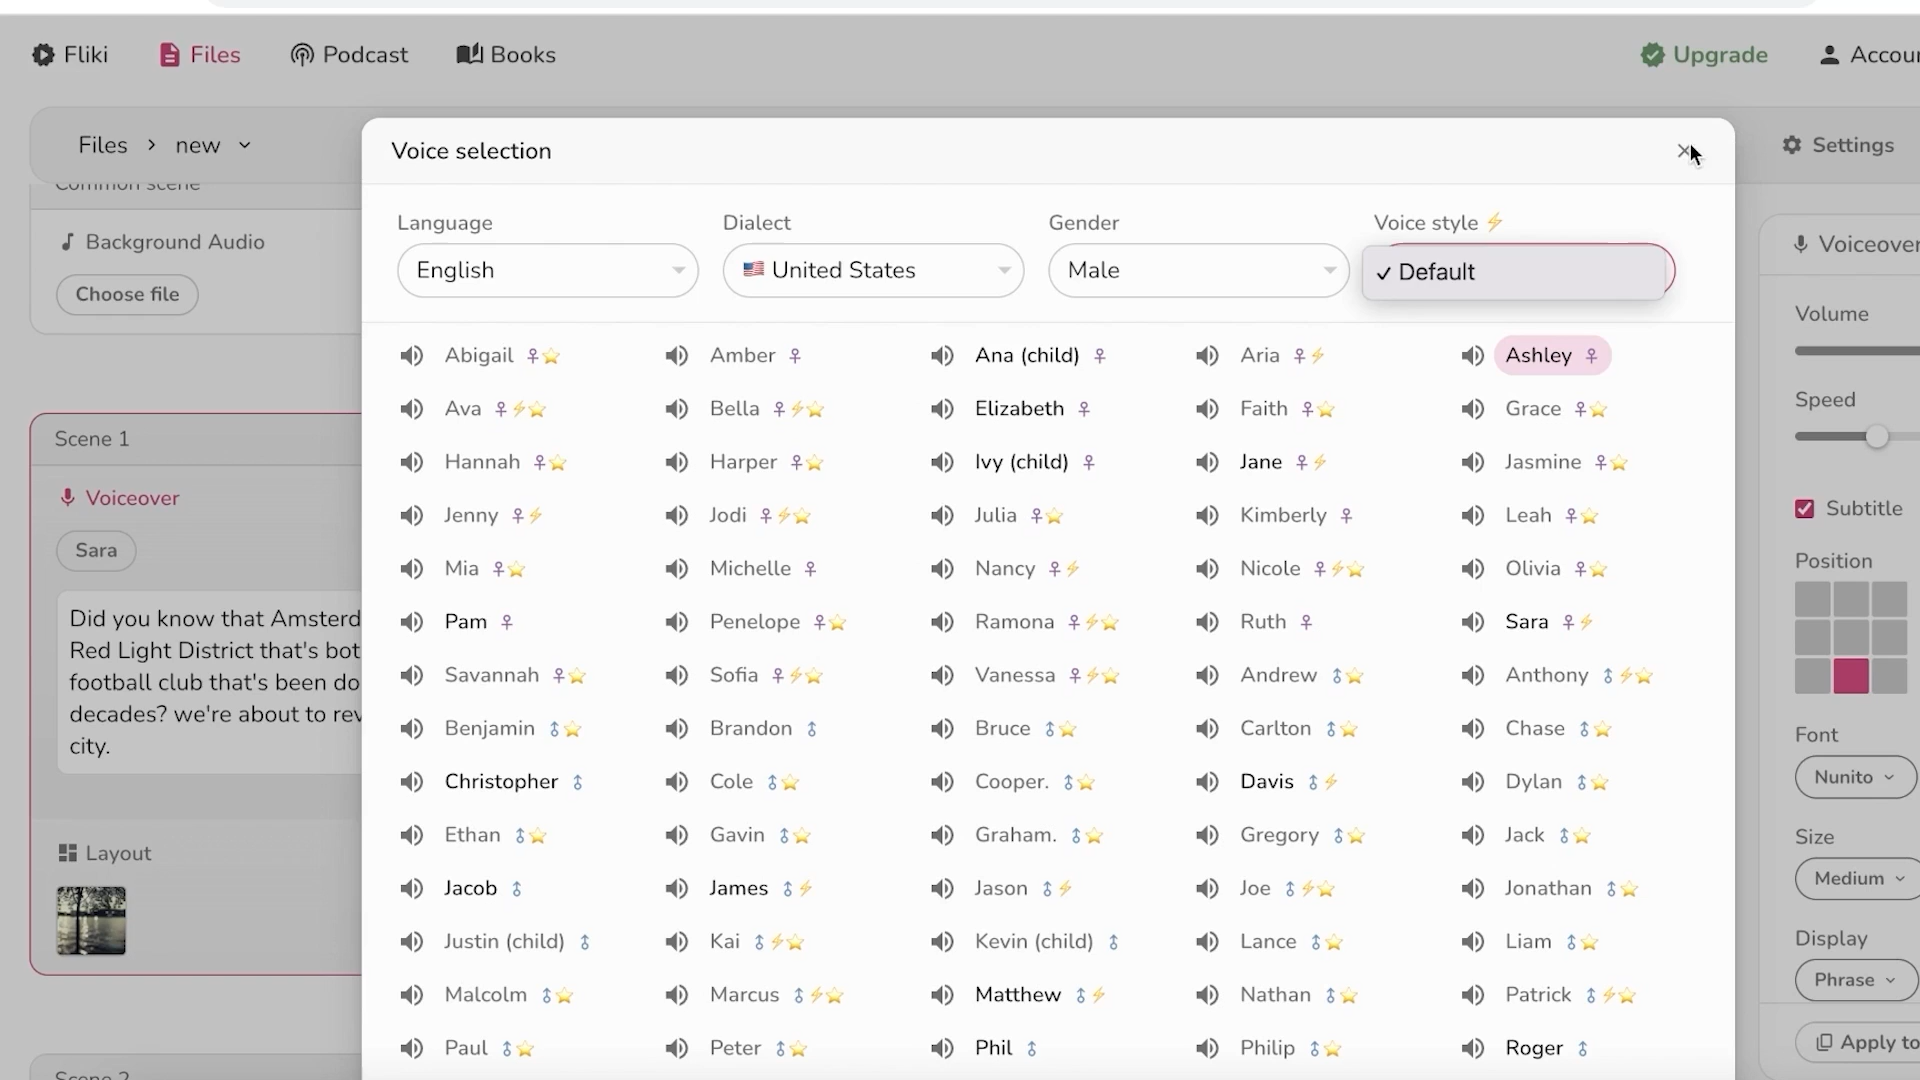 Fliki Files Podcast Books Upgrade Accour
Files > new Settings
Voice selection
Common scene
Background Audio
Choose file
Language Dialect Gender Voice style
English United States Male ✓ Default
Abigail Amber Ana (child) Aria Ashley
Ava Bella Elizabeth Faith Grace
Hannah Harper Ivy (child) Jane Jasmine
Jenny Jodi Julia Kimberly Leah
Mia Michelle Nancy Nicole Olivia
Pam Penelope Ramona Ruth Sara
Savannah Sofia Vanessa Andrew Anthony
Benjamin Brandon Bruce Carlton Chase
Christopher Cole Cooper. Davis Dylan
Ethan Gavin Graham. Gregory Jack
Jacob James Jason Joe Jonathan
Justin (child) Kai Kevin (child) Lance Liam
Malcolm Marcus Matthew Nathan Patrick
Paul Peter Phil Philip Roger
Scene 1
Voiceover
Sara
Did you know that Amsterd
Red Light District that's bot
football club that's been do
decades? we're about to rev
city.
Layout
Scene 2
Voiceover
Volume
Speed
Subtitle
Position
Font
Nunito
Size
Medium
Display
Phrase
Apply to